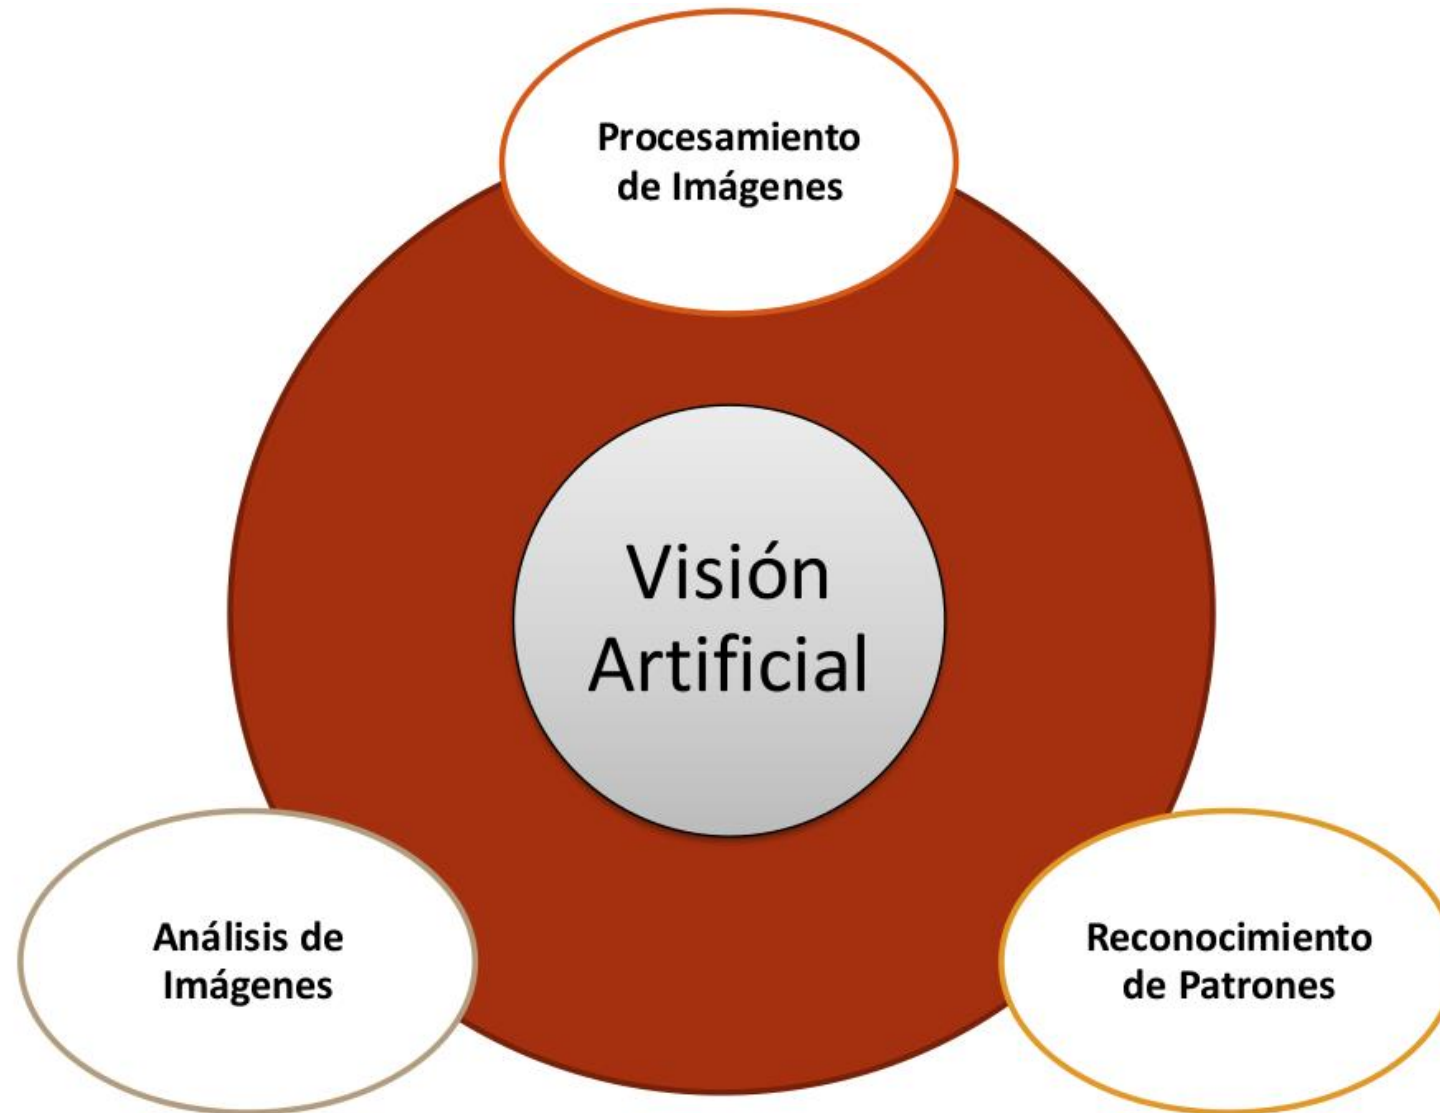 Procesamiento
de Imágenes
Visión
Artificial
Análisis de
Imágenes
Reconocimiento
de Patrones